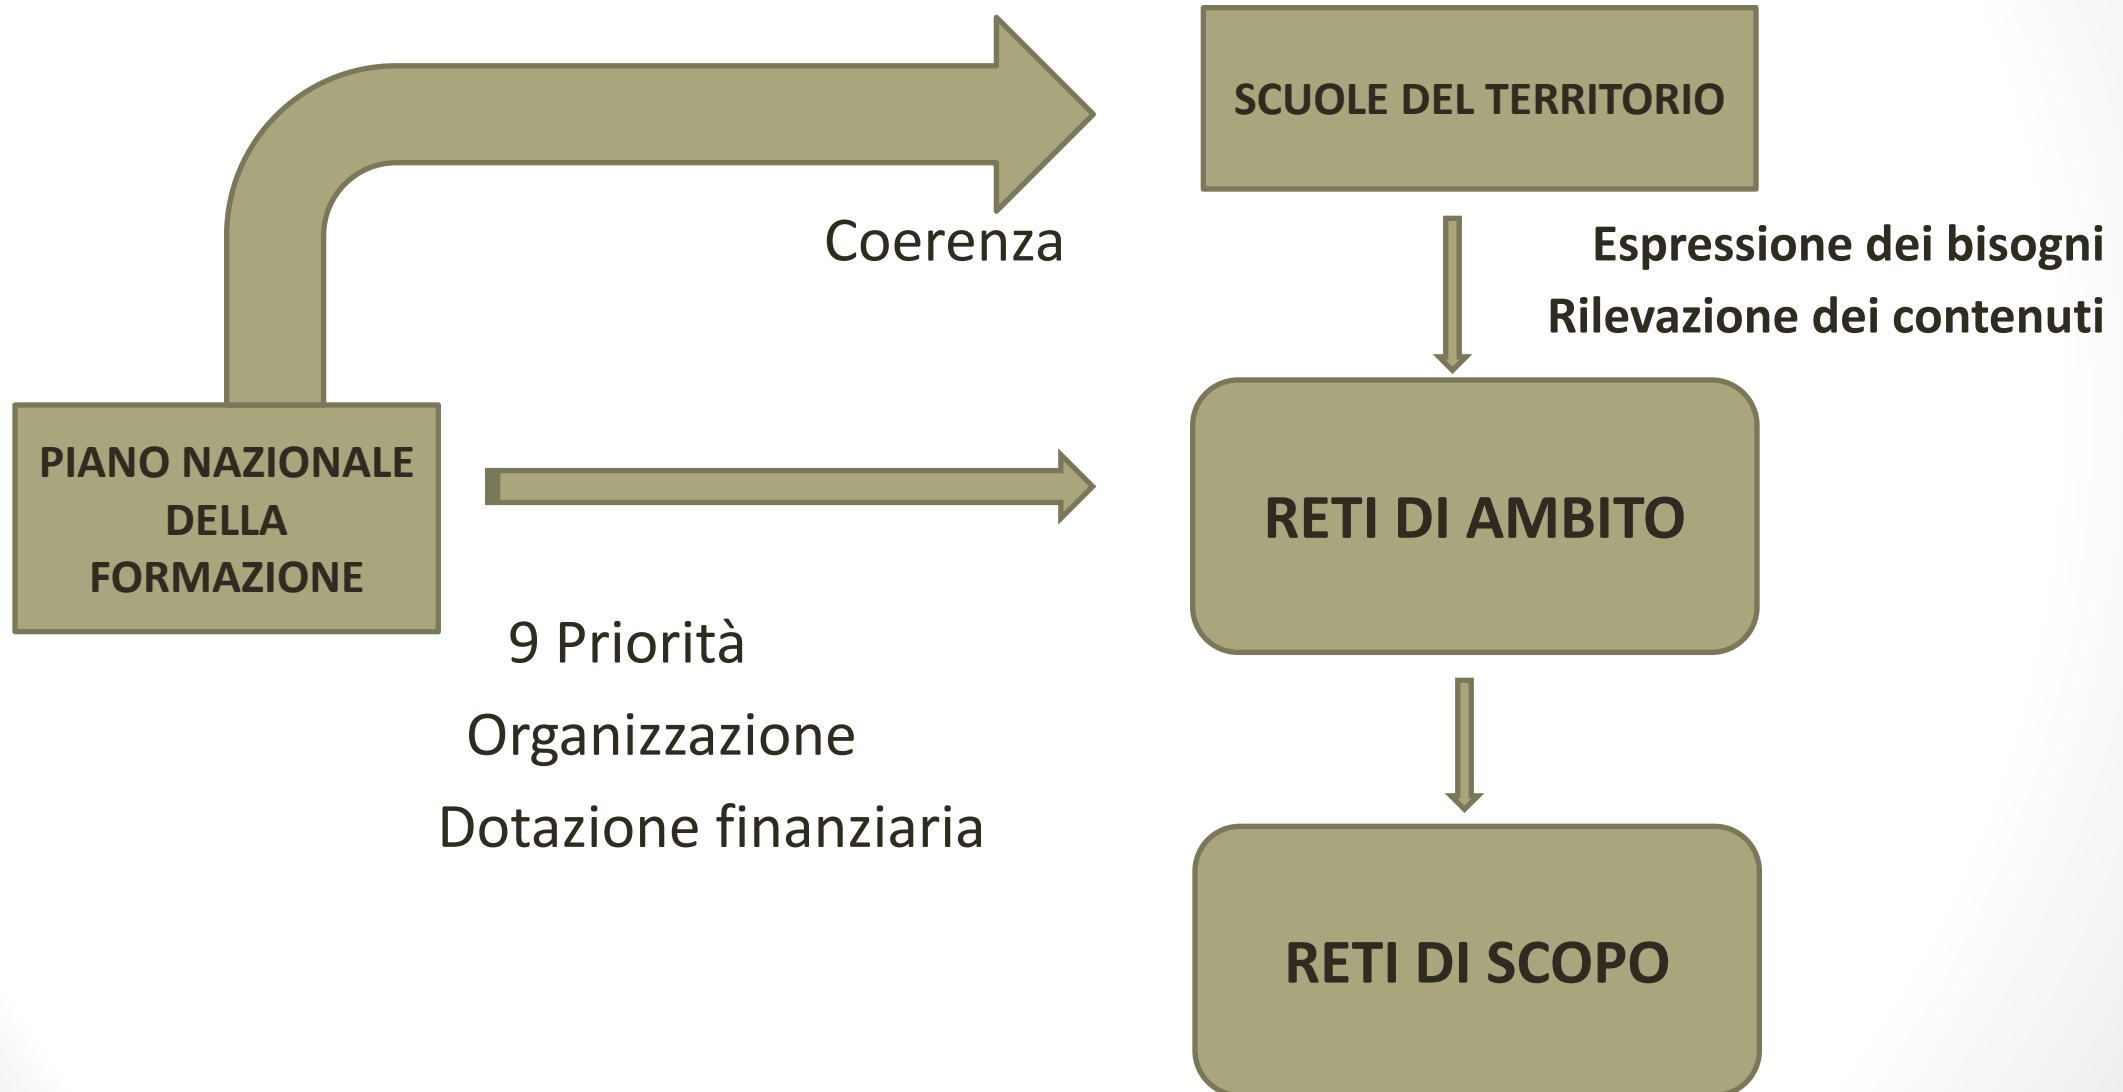 SCUOLE DEL TERRITORIO
Coerenza
Espressione dei bisogni
Rilevazione dei contenuti
PIANO NAZIONALE
DELLA
FORMAZIONE
RETI DI AMBITO
9 Priorità
Organizzazione
Dotazione finanziaria
RETI DI SCOPO